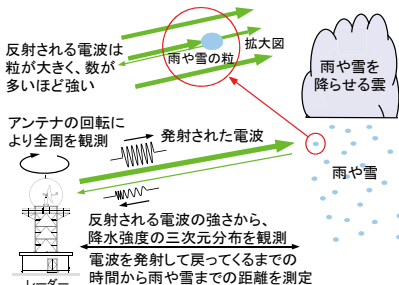 反射される電波は
粒が大きく、数が
多いほど強い
雨や雪の粒
拡大図
雨や雪を
降らせる雲
アンテナの回転に
より全周を観測
発射された電波
雨や雪
反射される電波の強さから、
降水強度の三次元分布を観測
電波を発射して戻ってくるまでの
時間から雨や雪までの距離を測定
レーダー